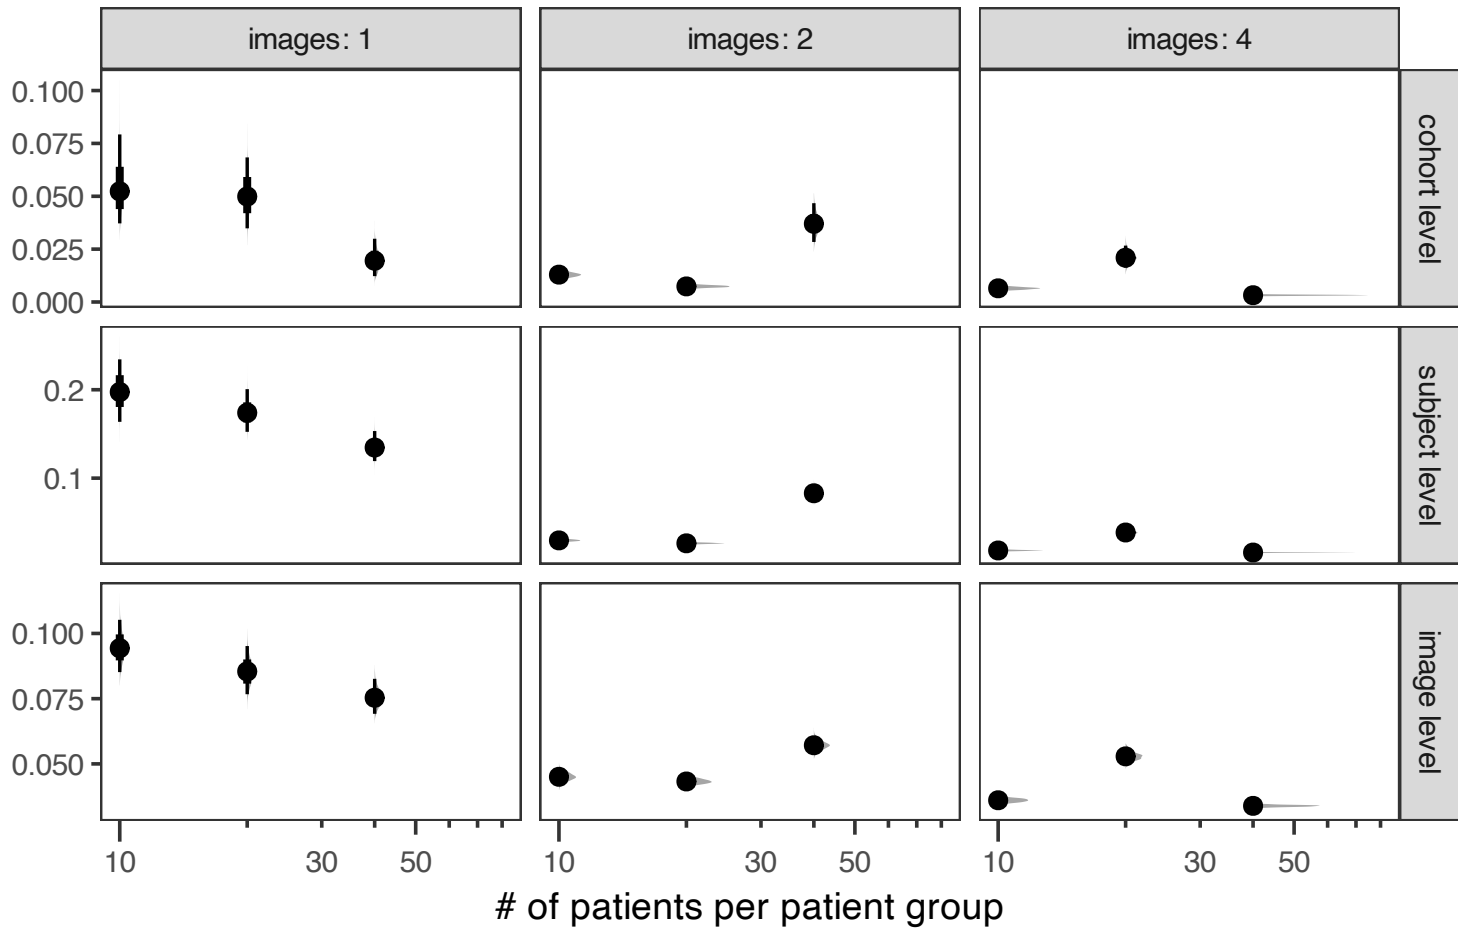 images: 1
images: 2
images: 4
0.100
0.075
0.050
0.025
0.000
cohort level
0.2
0.1
subject level
0.100
0.075
0.050
image level
10 30 50
10 30 50
10 30 50
# of patients per patient group